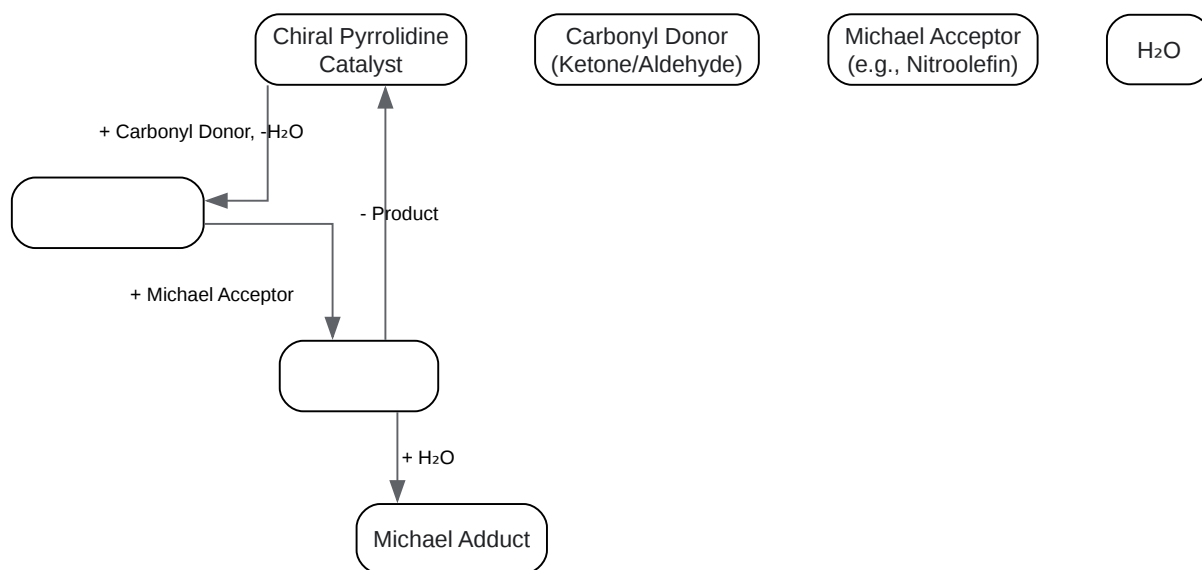 Chiral Pyrrolidine
Catalyst
Carbonyl Donor
(Ketone/Aldehyde)
Michael Acceptor
(e.g., Nitroolefin)
H₂O
+ Carbonyl Donor, -H₂O
- Product
+ Michael Acceptor
+ H₂O
Michael Adduct